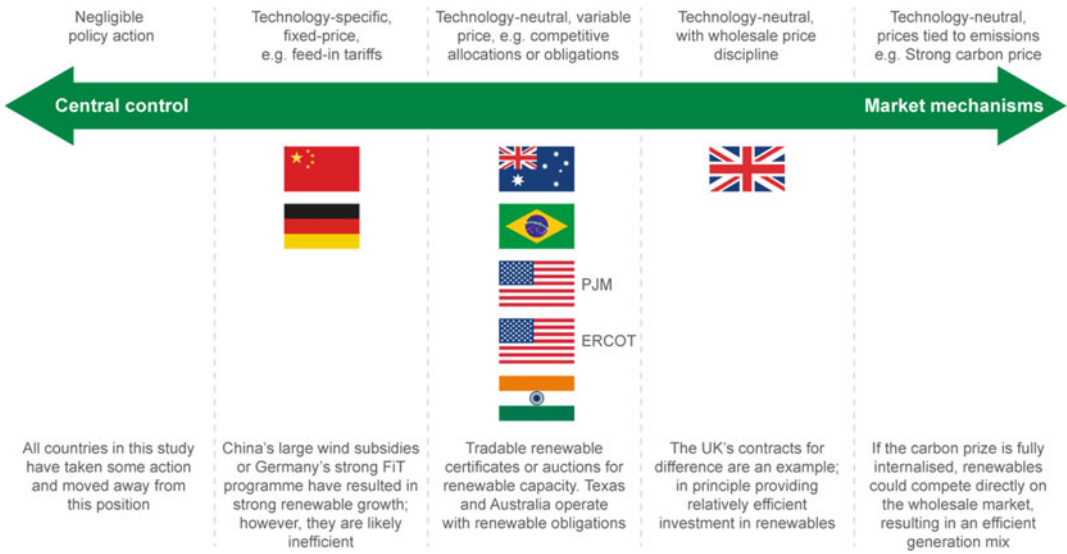 Negligible
policy action
Technology-specific,
fixed-price,
e.g. feed-in tariffs
Technology-neutral, variable
price, e.g. competitive
allocations or obligations
Technology-neutral,
with wholesale price
discipline
Technology-neutral,
prices tied to emissions
e.g. Strong carbon price
Central control
Market mechanisms
PJM
ERCOT
All countries in this study
have taken some action
and moved away from
this position
China's large wind subsidies
or Germany's strong FiT
programme have resulted in
strong renewable growth;
however, they are likely
inefficient
Tradable renewable
certificates or auctions for
renewable capacity. Texas
and Australia operate
with renewable obligations
The UK's contracts for
difference are an example;
in principle providing
relatively efficient
investment in renewables
If the carbon prize is fully
internalised, renewables
could compete directly on
the wholesale market,
resulting in an efficient
generation mix